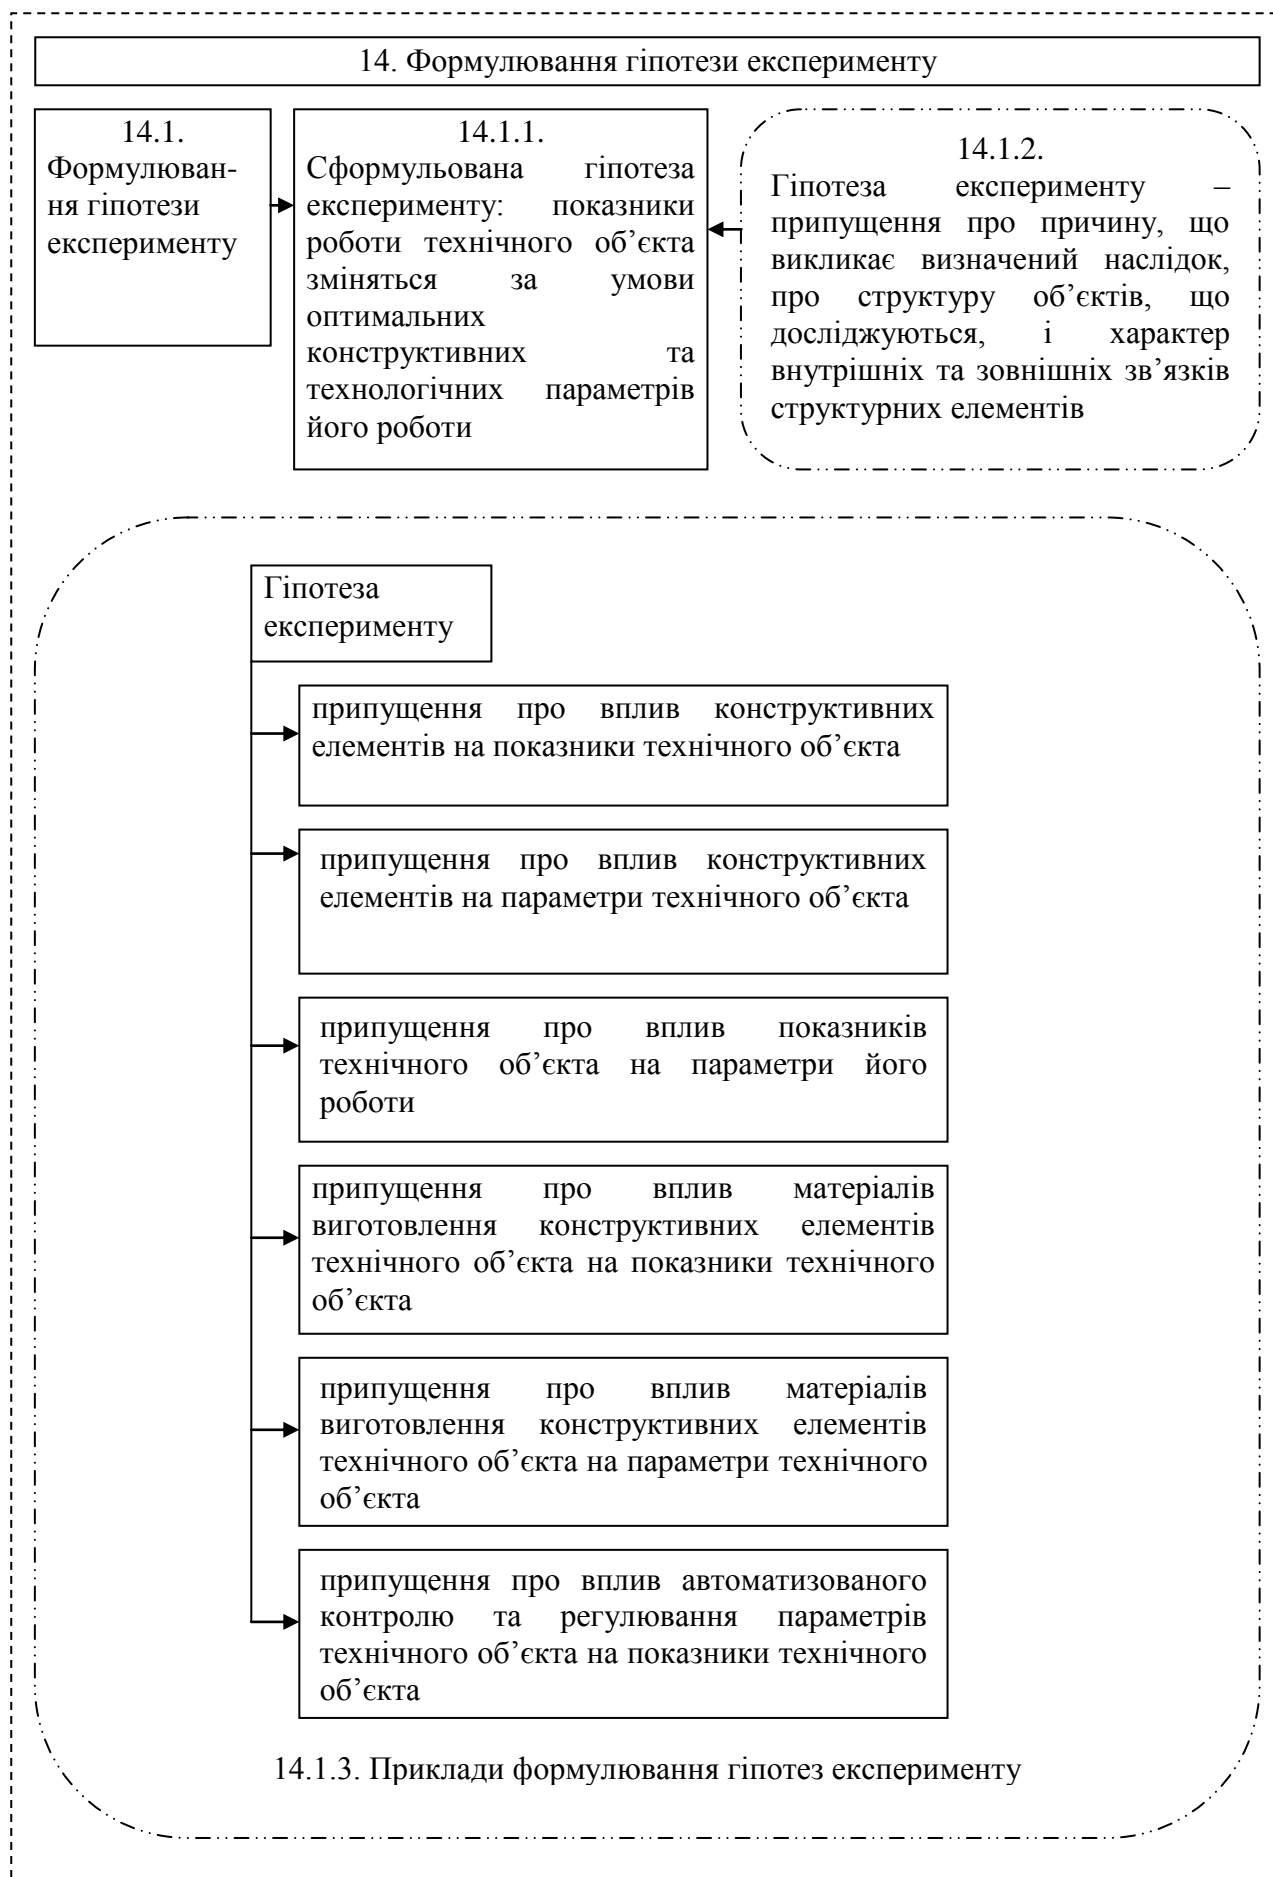 14. Формулювання гіпотези експерименту
14.1.
Формулюван-
ня гіпотези
експерименту
14.1.1.
Сформульована гіпотеза
експерименту: показники
роботи технічного об’єкта
зміняться за умови
оптимальних
конструктивних та
технологічних параметрів
його роботи
14.1.2.
Гіпотеза експерименту –
припущення про причину, що
викликає визначений наслідок,
про структуру об’єктів, що
досліджуються, і характер
внутрішніх та зовнішніх зв’язків
структурних елементів
Гіпотеза
експерименту
припущення про вплив конструктивних
елементів на показники технічного об’єкта
припущення про вплив конструктивних
елементів на параметри технічного об’єкта
припущення про вплив показників
технічного об’єкта на параметри його
роботи
припущення про вплив матеріалів
виготовлення конструктивних елементів
технічного об’єкта на показники технічного
об’єкта
припущення про вплив матеріалів
виготовлення конструктивних елементів
технічного об’єкта на параметри технічного
об’єкта
припущення про вплив автоматизованого
контролю та регулювання параметрів
технічного об’єкта на показники технічного
об’єкта
14.1.3. Приклади формулювання гіпотез експерименту